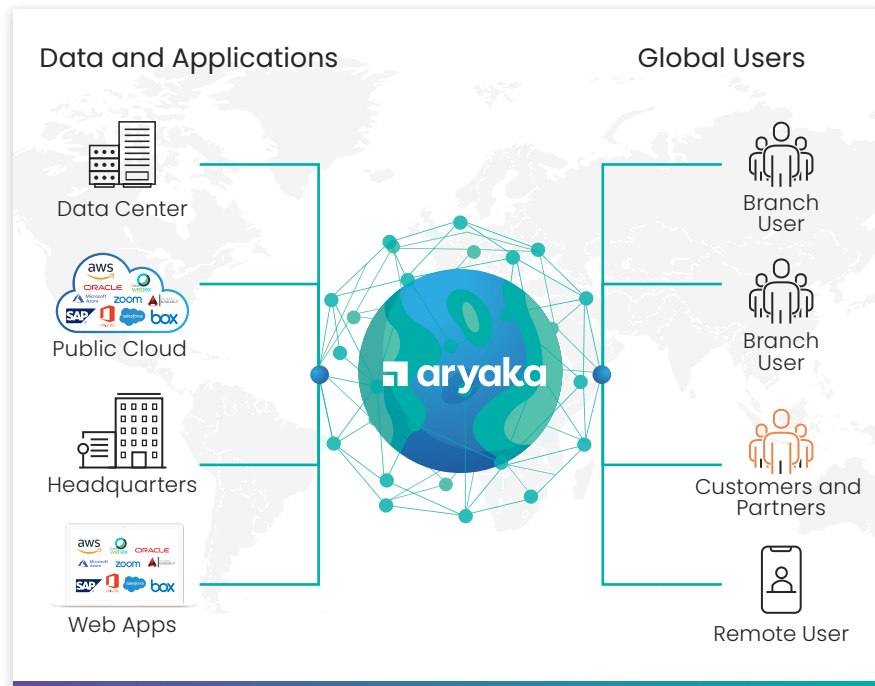 Data and Applications
Global Users
Data Center
aws
ORACLE
webex
Microsoft
Azure
zoom
SAP
salesforce
box
Public Cloud
Headquarters
aws
webex
ORACLE
Microsoft
Azure
zoom
SAP
salesforce
box
Web Apps
aryaka
Branch
User
Branch
User
Customers and
Partners
Remote User